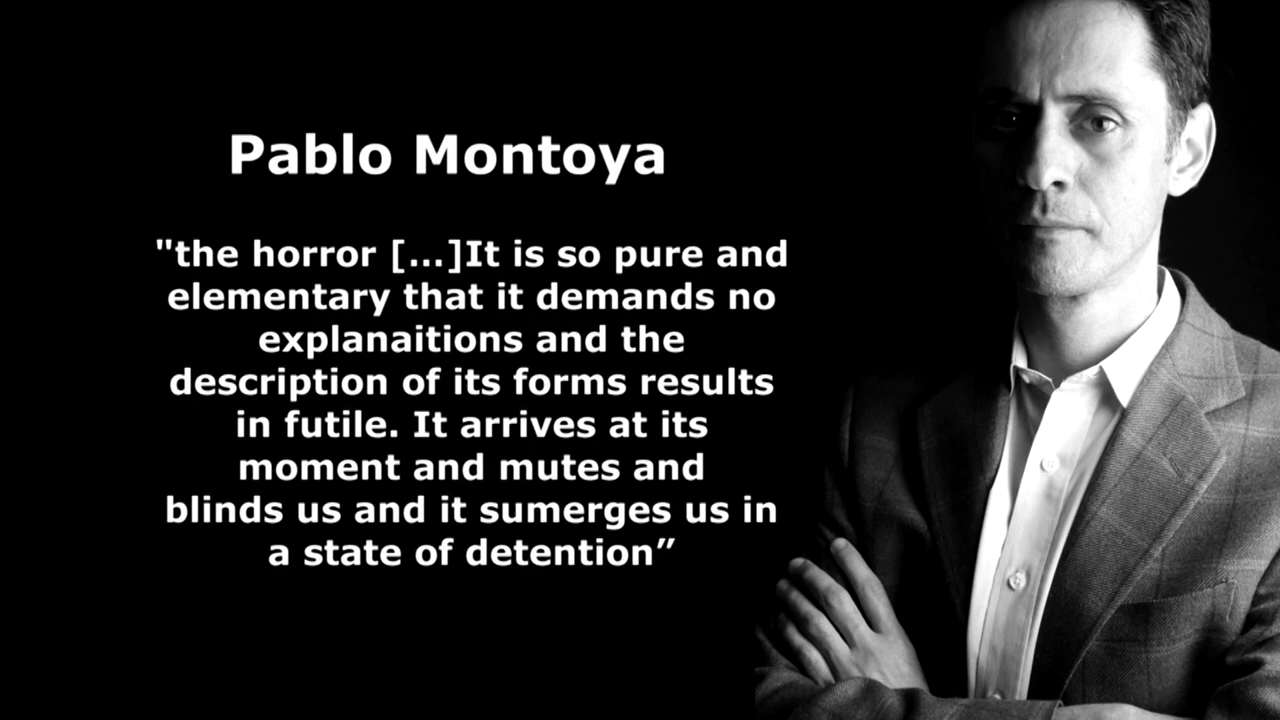 Pablo Montoya
"the horror [...]It is so pure and
elementary that it demands no
explanaitions and the
description of its forms results
in futile. It arrives at its
moment and mutes and
blinds us and it sumerges us in
a state of detention”